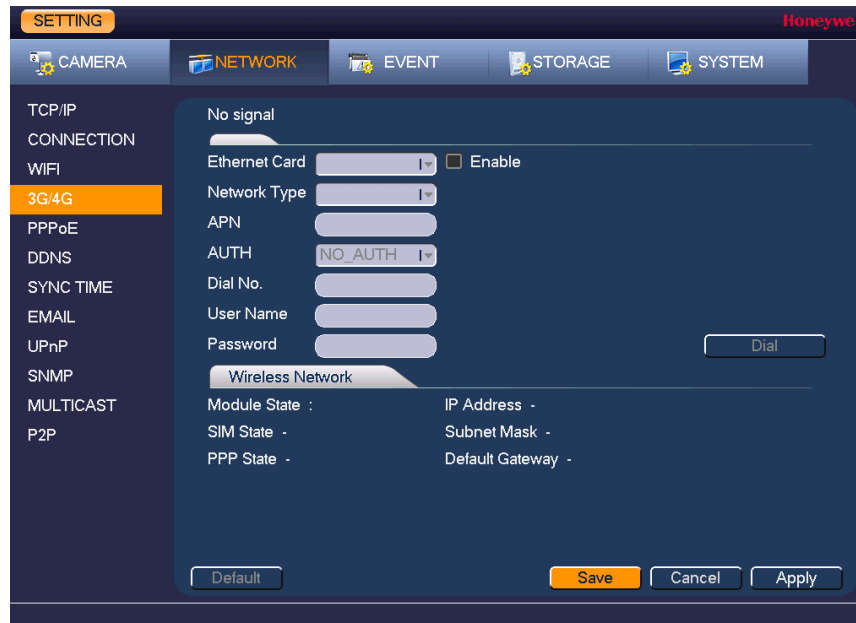 SETTING
Honeywe
CAMERA NETWORK EVENT STORAGE SYSTEM
TCP/IP
CONNECTION
WIFI
3G/4G
PPPoE
DDNS
SYNC TIME
EMAIL
UPnP
SNMP
MULTICAST
P2P
No signal
Ethernet Card Enable
Network Type
APN
AUTH NO_AUTH
Dial No.
User Name
Password Dial
Wireless Network
Module State : IP Address -
SIM State - Subnet Mask -
PPP State - Default Gateway -
Default Save Cancel Apply